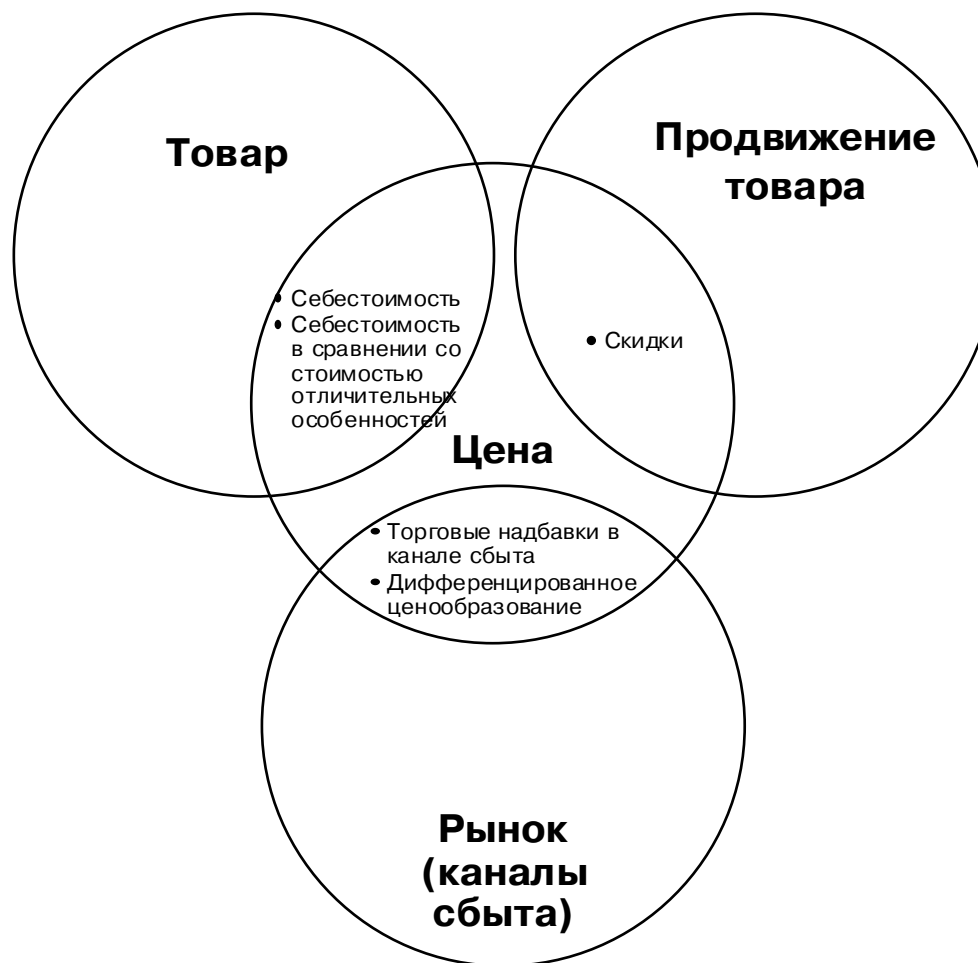 Товар
Продвижение
товара
• Себестоимость
• Себестоимость
в сравнении со
стоимостью
отличительных
особенностей
• Скидки
Цена
• Торговые надбавки в
канале сбыта
• Дифференцированное
ценообразование
Рынок
(каналы
сбыта)